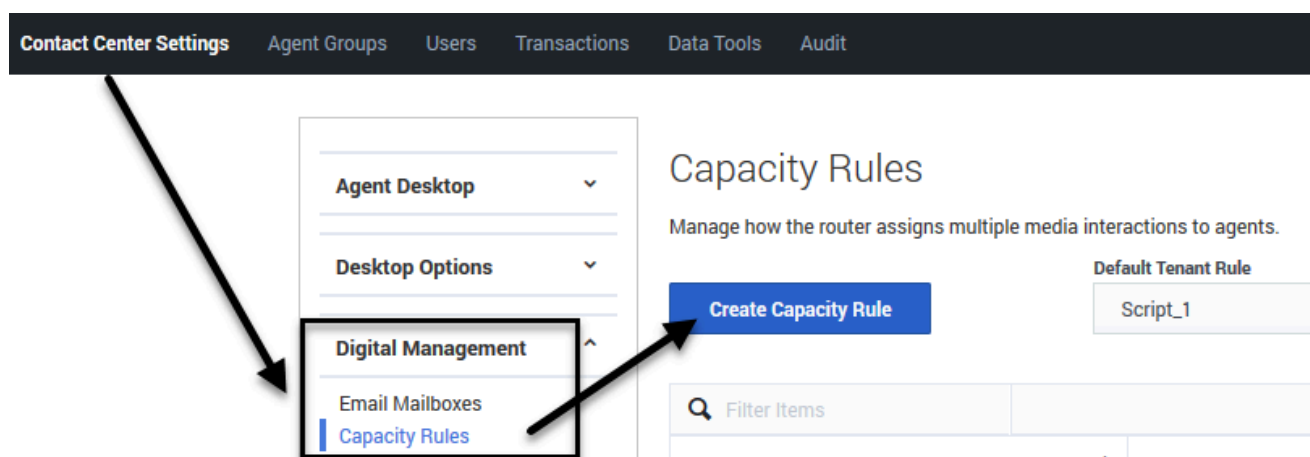 Contact Center Settings Agent Groups Users Transactions Data Tools Audit
Agent Desktop
Desktop Options
Digital Management
Email Mailboxes
Capacity Rules
Capacity Rules
Manage how the router assigns multiple media interactions to agents.
Default Tenant Rule
Create Capacity Rule
Script_1
Filter Items